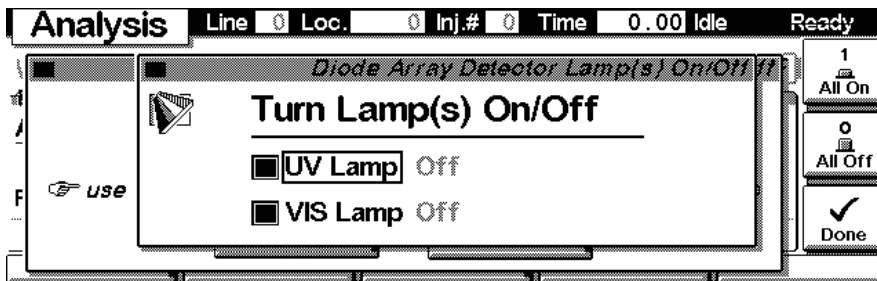 Analysis Line 0 Loc. 0 Inj.# 0 Time 0.00 Idle Ready
Diode Array Detector Lamp(s) On/Off
1
All On
Turn Lamp(s) On/Off
0
All Off
UV Lamp Off
use
VIS Lamp Off
Done